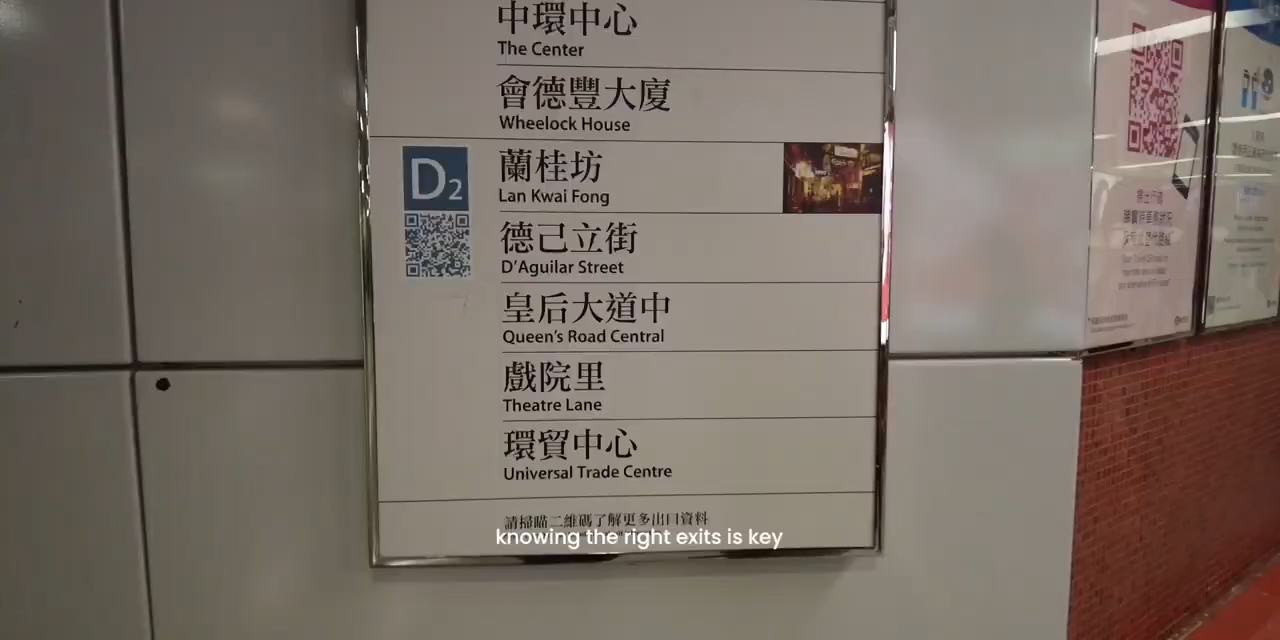 中環中心
The Center
會德豐大廈
Wheelock House
D2
蘭桂坊
Lan Kwai Fong
德己立街
D'Aguilar Street
皇后大道中
Queen's Road Central
戲院里
Theatre Lane
環貿中心
Universal Trade Centre
請掃瞄二維碼了解更多出口資料
knowing the right exits is key